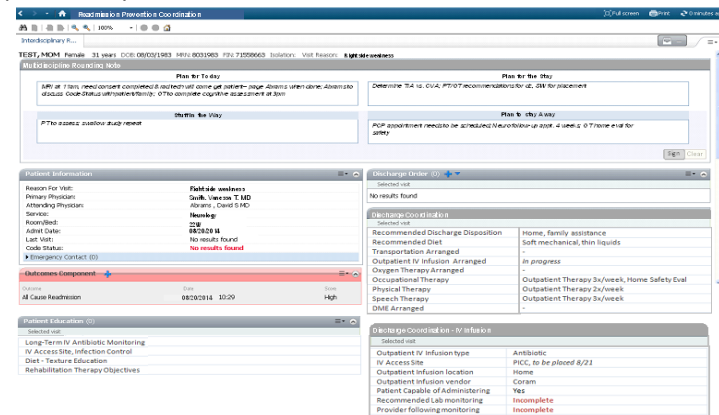 Readmission Prevention Coordination
Full screen Print 0 minutes a
100%
Interdisciplinary R...
TEST, MOM Female 31 years DOB: 08/03/1983 MRN: 8031983 FIN: 71558663 Isolation: Visit Reason: Right side weakness
Multidiscipline Rounding Note
Plan for Today
MRI at 11am, need consent completed & rad tech will come get patient-- page Abrams when done; Abrams to
discuss Code Status with patient/family; OT to complete cognitive assessment at 3pm
Plan for the Stay
Determine TIA vs. CVA; PT/OT recommendations for dc, SW for placement
Stuff in the Way
PT to assess; swallow study repeat
Plan to stay Away
PCP appointment needs to be scheduled; Neuro follow-up appt. 4 weeks; OT home eval for
safety
Sign Clear
Patient Information
Reason For Visit: Right side weakness
Primary Physician: Smith, Vanessa T. MD
Attending Physician: Abrams, David S MD
Service: Neurology
Room/Bed: 22W
Admit Date: 08/20/2014
Last Visit: No results found
Code Status: No results found
Emergency Contact (0)
Outcomes Component
Outcome Date Score
All Cause Readmission 08/20/2014 10:29 High
Patient Education (0)
Selected visit
Long-Term IV Antibiotic Monitoring
IV Access Site, Infection Control
Diet - Texture Education
Rehabilitation Therapy Objectives
Discharge Order (0)
Selected visit
No results found
Discharge Coordination
Selected visit
Recommended Discharge Disposition Home, family assistance
Recommended Diet Soft mechanical, thin liquids
Transportation Arranged -
Outpatient IV Infusion Arranged In progress
Oxygen Therapy Arranged -
Occupational Therapy Outpatient Therapy 3x/week, Home Safety Eval
Physical Therapy Outpatient Therapy 2x/week
Speech Therapy Outpatient Therapy 3x/week
DME Arranged -
Discharge Coordination - IV Infusion
Selected visit
Outpatient IV Infusion type Antibiotic
IV Access Site PICC, to be placed 8/21
Outpatient Infusion location Home
Outpatient Infusion vendor Coram
Patient Capable of Administering Yes
Recommended Lab monitoring Incomplete
Provider following monitoring Incomplete